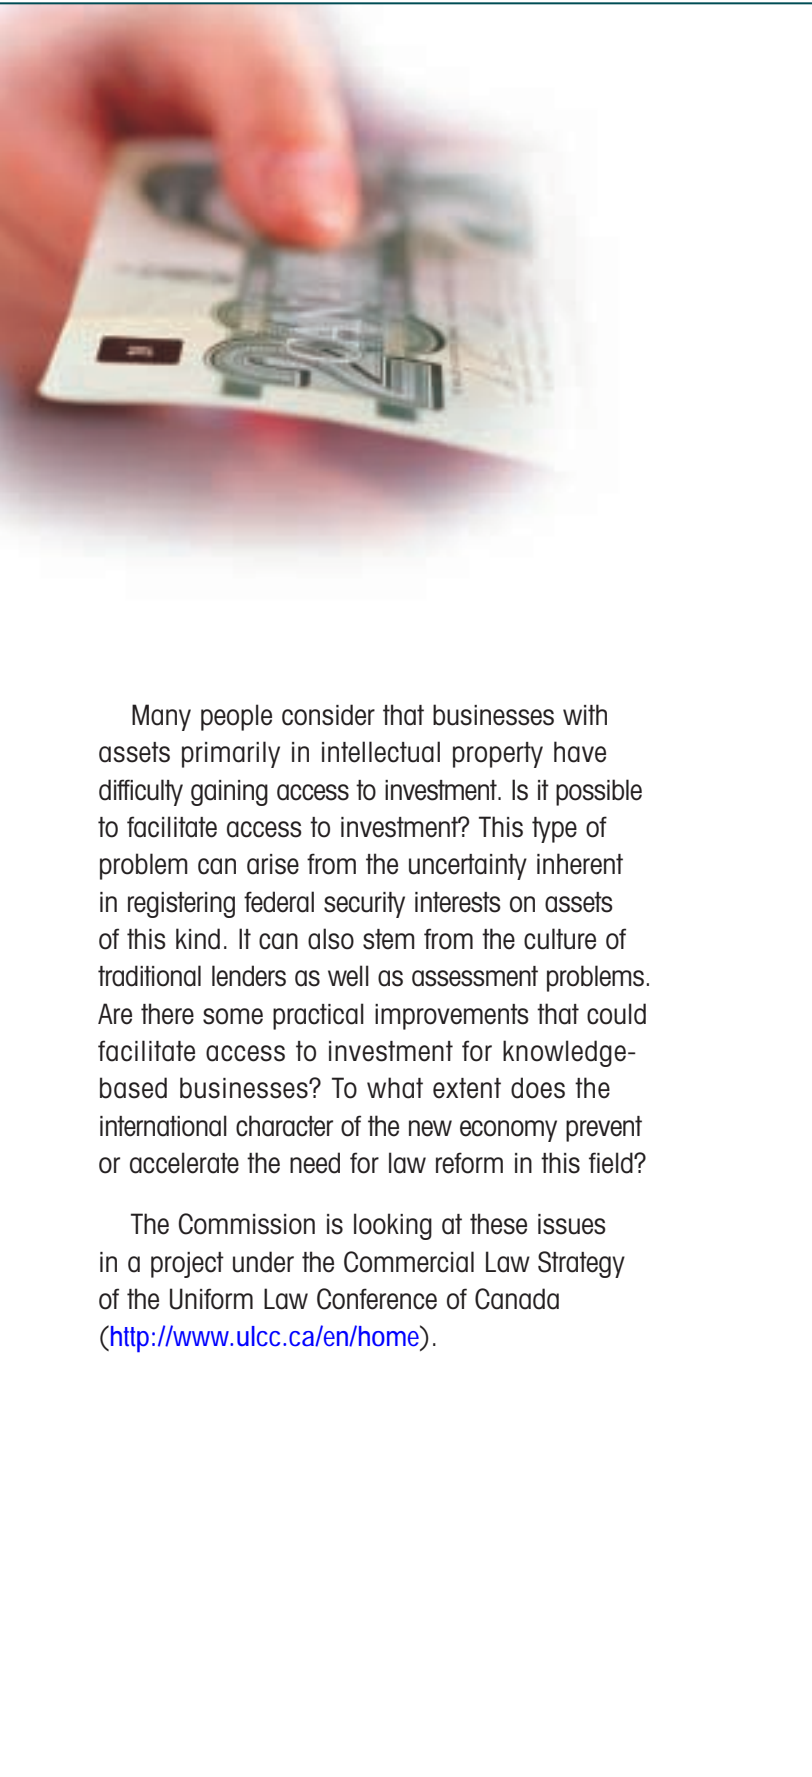 Many people consider that businesses with
assets primarily in intellectual property have
difficulty gaining access to investment. Is it possible
to facilitate access to investment? This type of
problem can arise from the uncertainty inherent
in registering federal security interests on assets
of this kind. It can also stem from the culture of
traditional lenders as well as assessment problems.
Are there some practical improvements that could
facilitate access to investment for knowledge-
based businesses? To what extent does the
international character of the new economy prevent
or accelerate the need for law reform in this field?
The Commission is looking at these issues
in a project under the Commercial Law Strategy
of the Uniform Law Conference of Canada
(http://www.ulcc.ca/en/home).